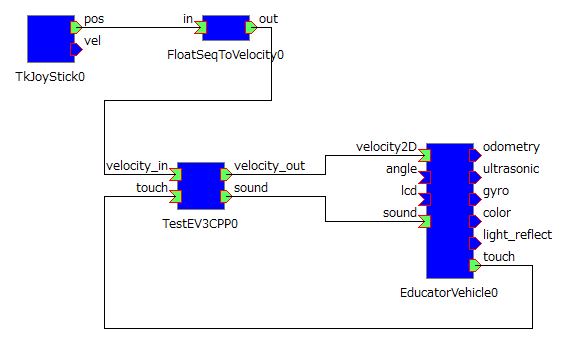 pos
vel
TkJoyStick0
in
out
FloatSeqToVelocity0
velocity_in
touch
velocity_out
sound
TestEV3CPP0
velocity2D
angle
lcd
sound
odometry
ultrasonic
gyro
color
light_reflect
touch
EducatorVehicle0